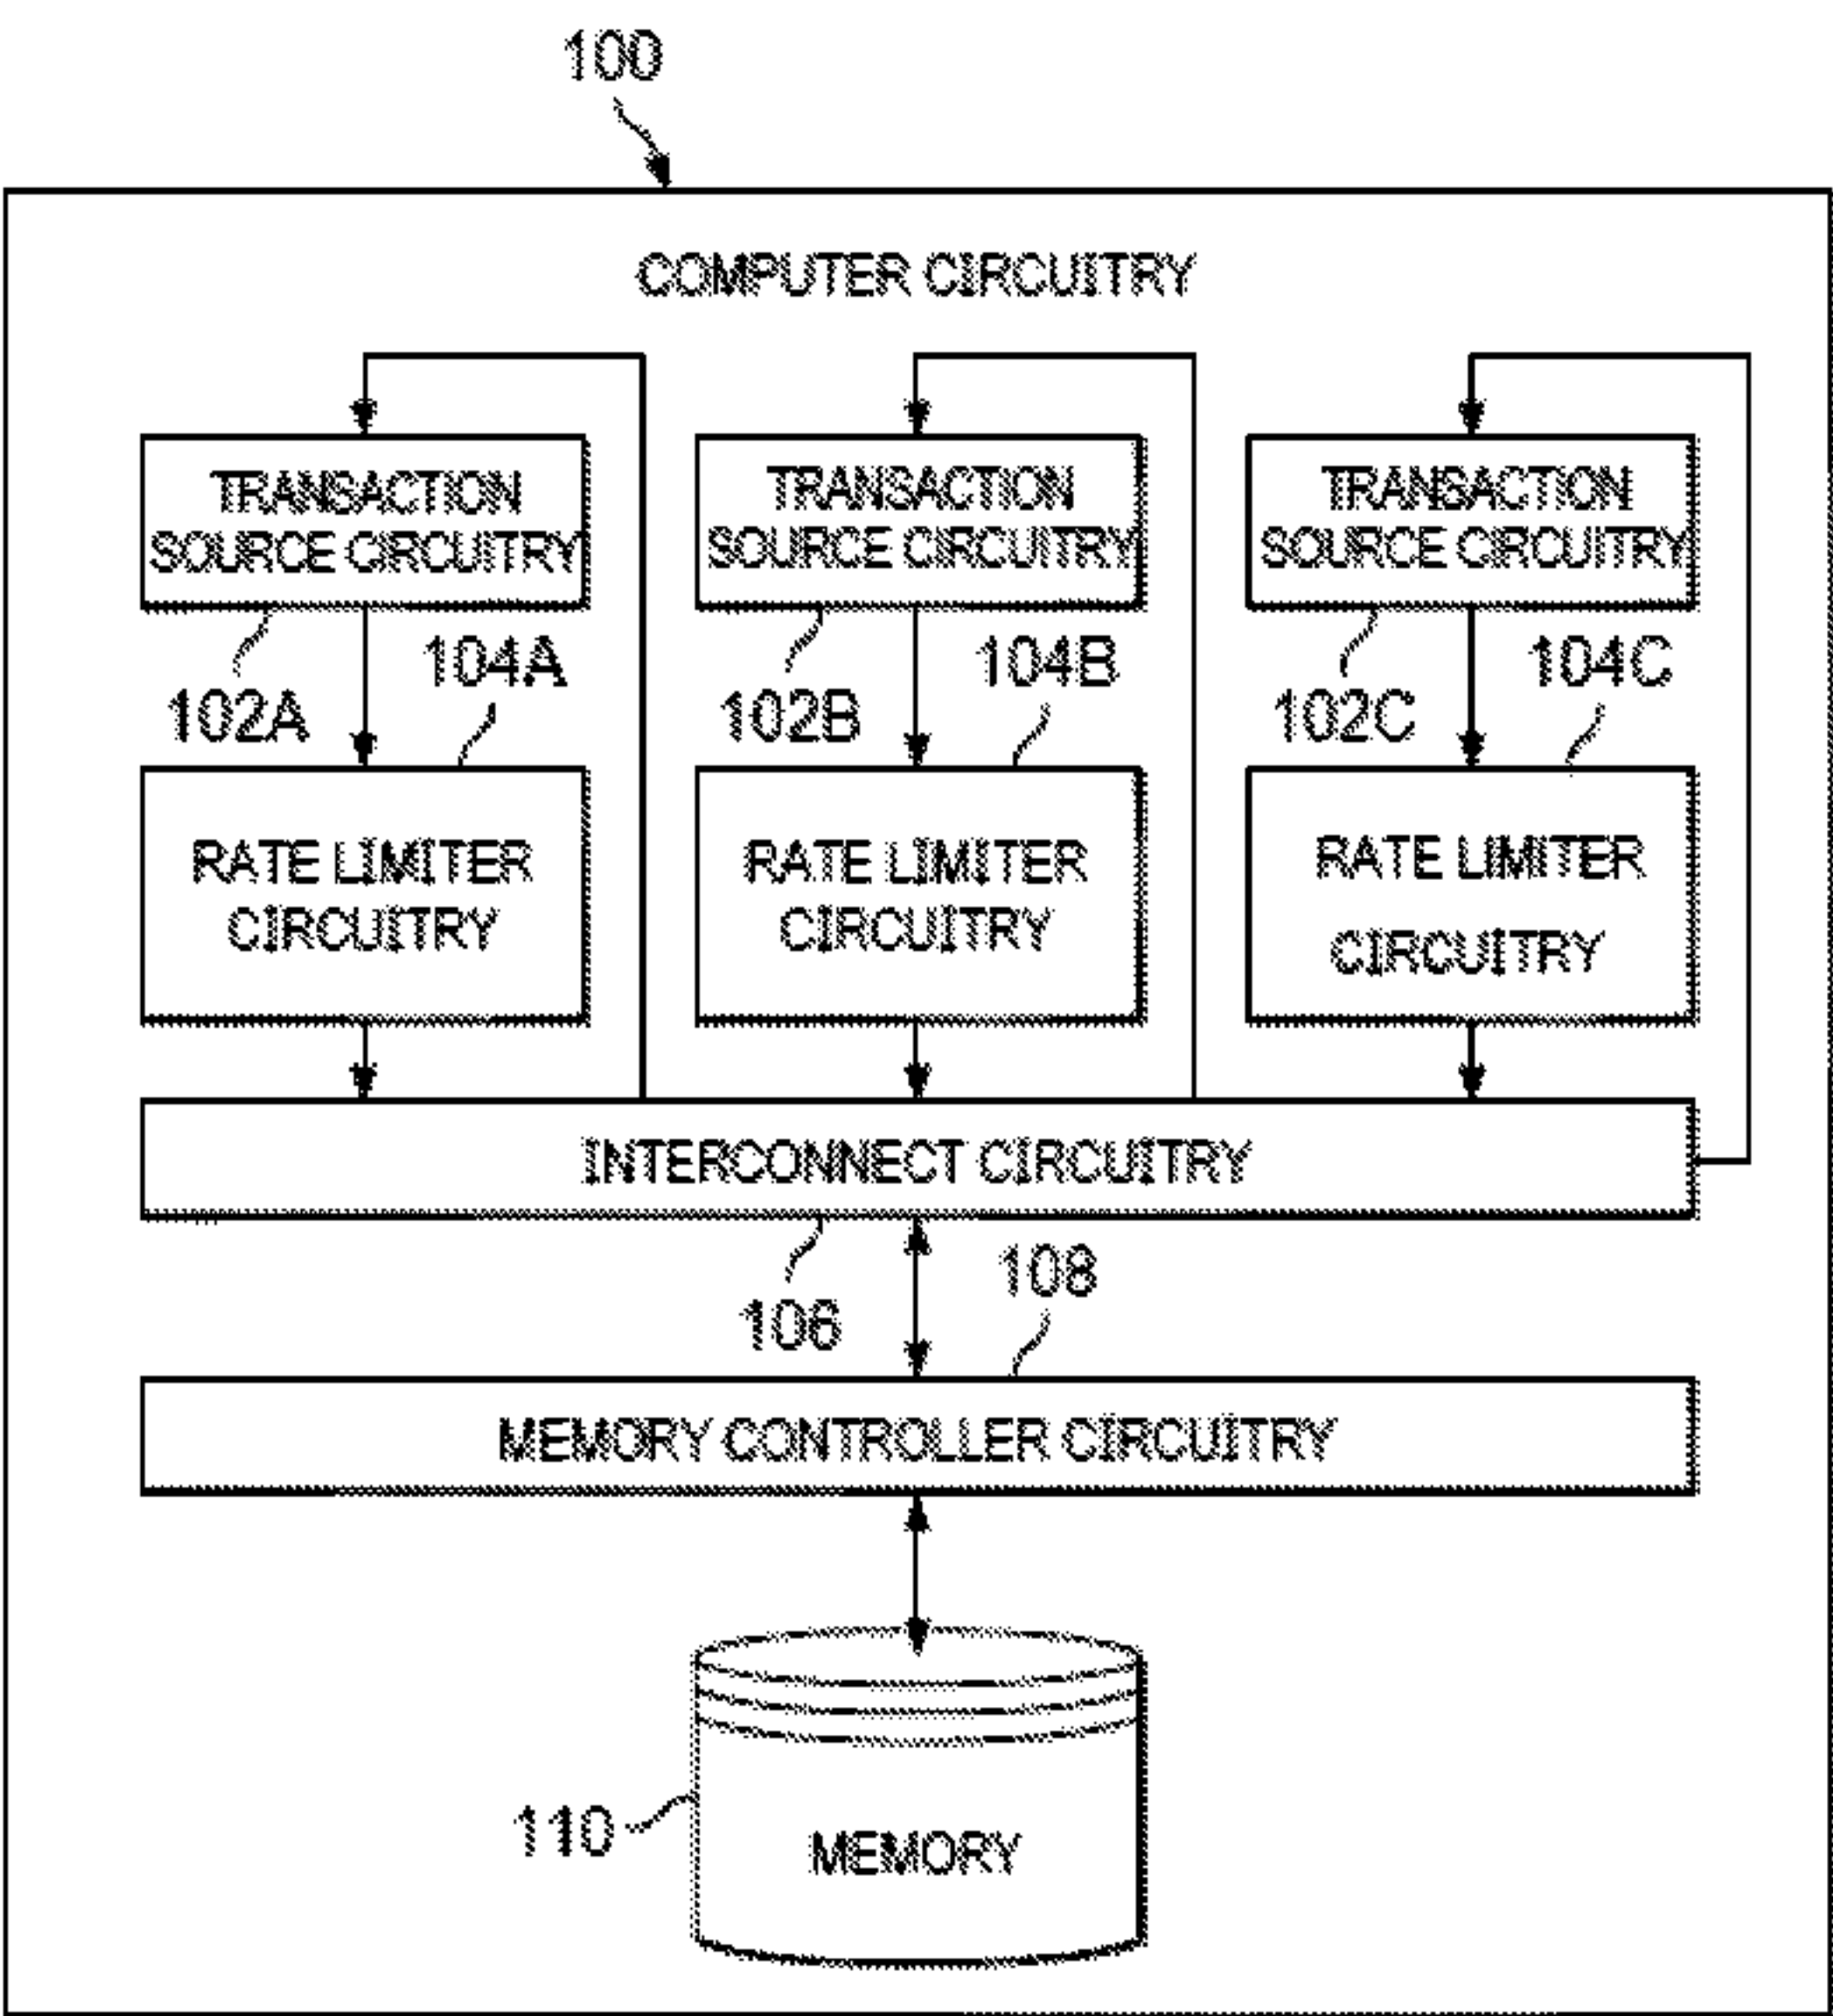 100
COMPUTER CIRCUITRY
TRANSACTION
SOURCE CIRCUITRY
TRANSACTION
SOURCE CIRCUITRY
TRANSACTION
SOURCE CIRCUITRY
102A
104A
102B
104B
102C
104C
RATE LIMITER
CIRCUITRY
RATE LIMITER
CIRCUITRY
RATE LIMITER
CIRCUITRY
INTERCONNECT CIRCUITRY
106
108
MEMORY CONTROLLER CIRCUITRY
110
MEMORY